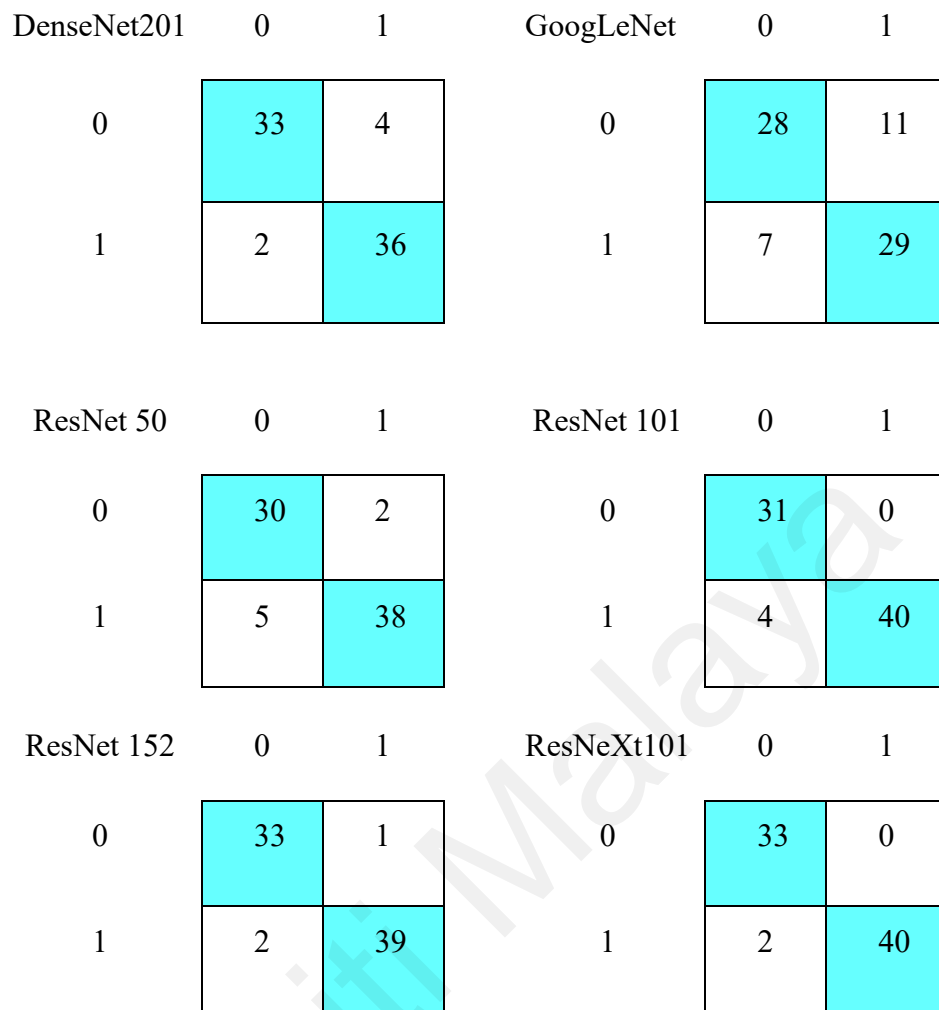 DenseNet201 0 1 GoogLeNet 0 1
0 33 4 0 28 11
1 2 36 1 7 29
ResNet 50 0 1 ResNet 101 0 1
0 30 2 0 31 0
1 5 38 1 4 40
ResNet 152 0 1 ResNeXt101 0 1
0 33 1 0 33 0
1 2 39 1 2 40
iti Malaya